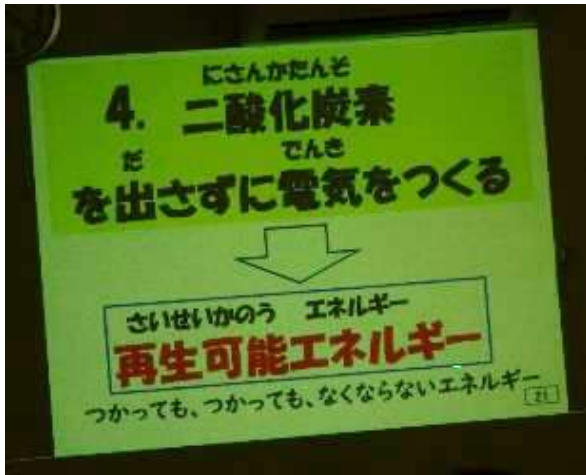 にさんかたんそ
4. 二酸化炭素
だ でんき
を出さずに電気をつくる
さいせいかのう エネルギー
再生可能エネルギー
つかっても、つかっても、なくならないエネルギー
21